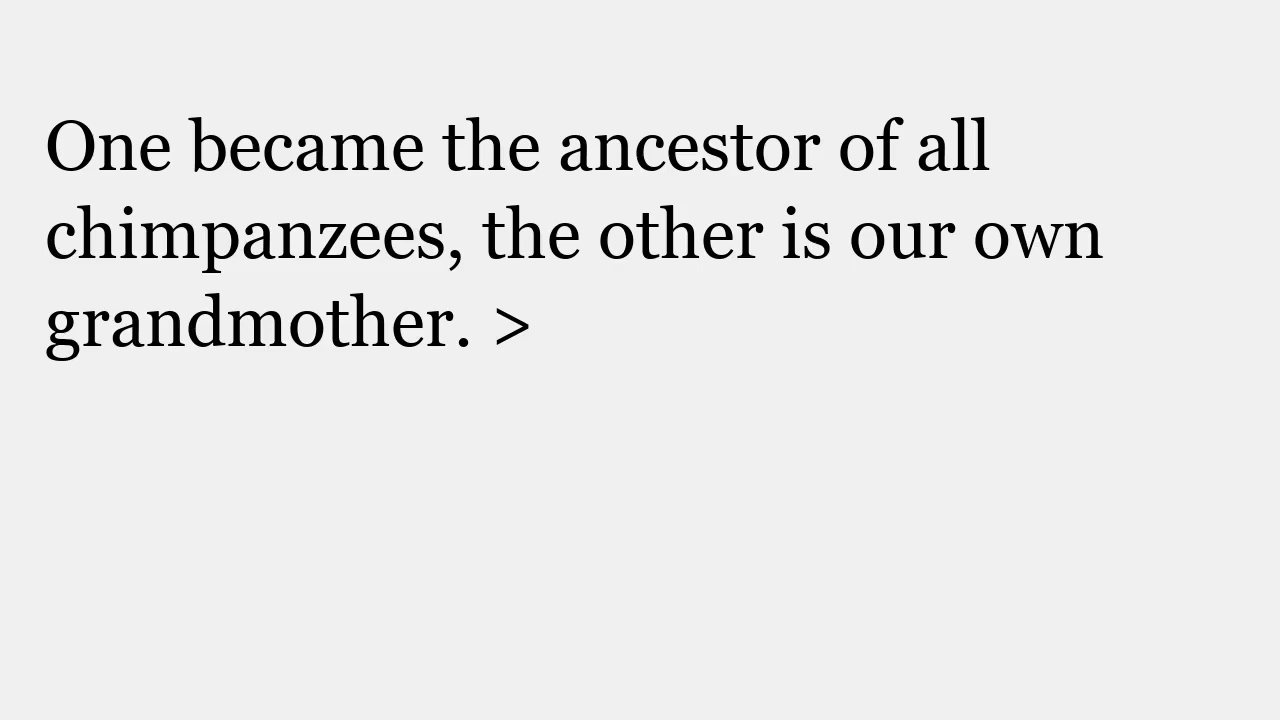 One became the ancestor of all
chimpanzees, the other is our own
grandmother. >